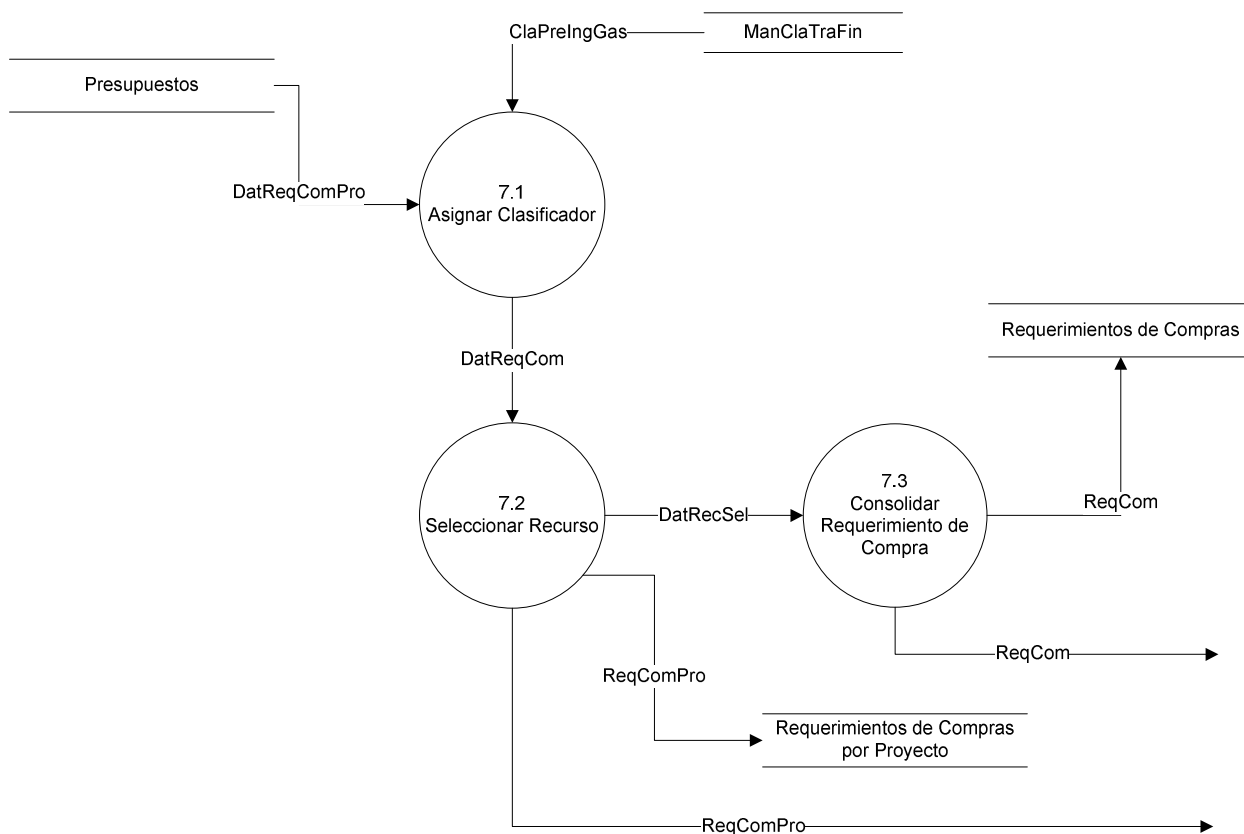 ClaPreIngGas
ManClaTraFin
Presupuestos
DatReqComPro
7.1
Asignar Clasificador
DatReqCom
Requerimientos de Compras
7.2
Seleccionar Recurso
DatRecSel
7.3
Consolidar
Requerimiento de
Compra
ReqCom
ReqCom
ReqComPro
Requerimientos de Compras
por Proyecto
ReqComPro